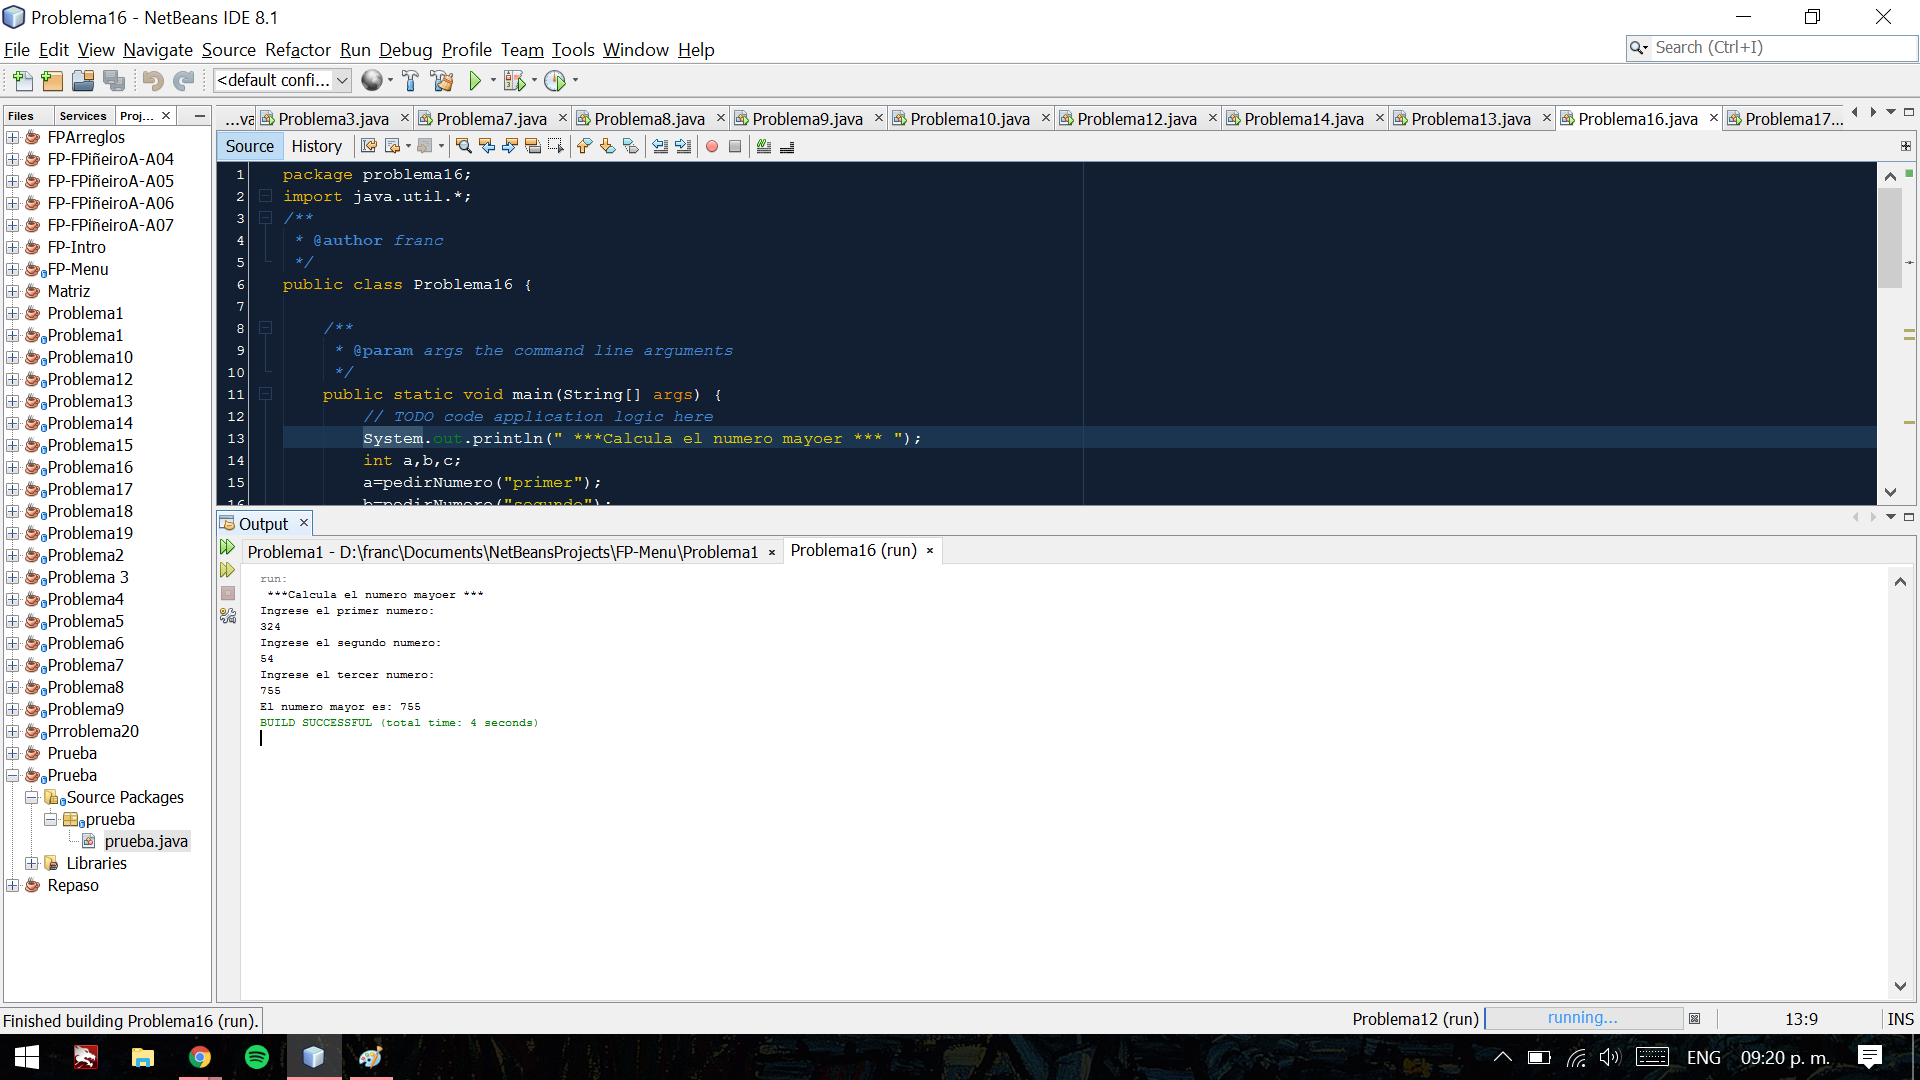 Problema16 - NetBeans IDE 8.1
File Edit View Navigate Source Refactor Run Debug Profile Team Tools Window Help
Search (Ctrl+I)
<default confi...
Files Services Proj...
...va Problema3.java Problema7.java Problema8.java Problema9.java Problema10.java Problema12.java Problema14.java Problema13.java Problema16.java Problema17...
Source History
FPArreglos
FP-FPiñeiroA-A04
FP-FPiñeiroA-A05
FP-FPiñeiroA-A06
FP-FPiñeiroA-A07
FP-Intro
FP-Menu
Matriz
Problema1
Problema1
Problema10
Problema12
Problema13
Problema14
Problema15
Problema16
Problema17
Problema18
Problema19
Problema2
Problema 3
Problema4
Problema5
Problema6
Problema7
Problema8
Problema9
Prroblema20
Prueba
Prueba
Source Packages
prueba
prueba.java
Libraries
Repaso
1 package problema16;
2 import java.util.*;
3 /**
4 * @author franc
5 */
6 public class Problema16 {
7
8 /**
9 * @param args the command line arguments
10 */
11 public static void main(String[] args) {
12 // TODO code application logic here
13 System.out.println(" ***Calcula el numero mayoer *** ");
14 int a,b,c;
15 a=pedirNumero("primer");
16 b=pedirNumero("segundo");
Output
Problema1 - D:\franc\Documents\NetBeansProjects\FP-Menu\Problema1 Problema16 (run)
run:
***Calcula el numero mayoer ***
Ingrese el primer numero:
324
Ingrese el segundo numero:
54
Ingrese el tercer numero:
755
El numero mayor es: 755
BUILD SUCCESSFUL (total time: 4 seconds)
Finished building Problema16 (run).
Problema12 (run) running... 13:9 INS
ENG 09:20 p. m.